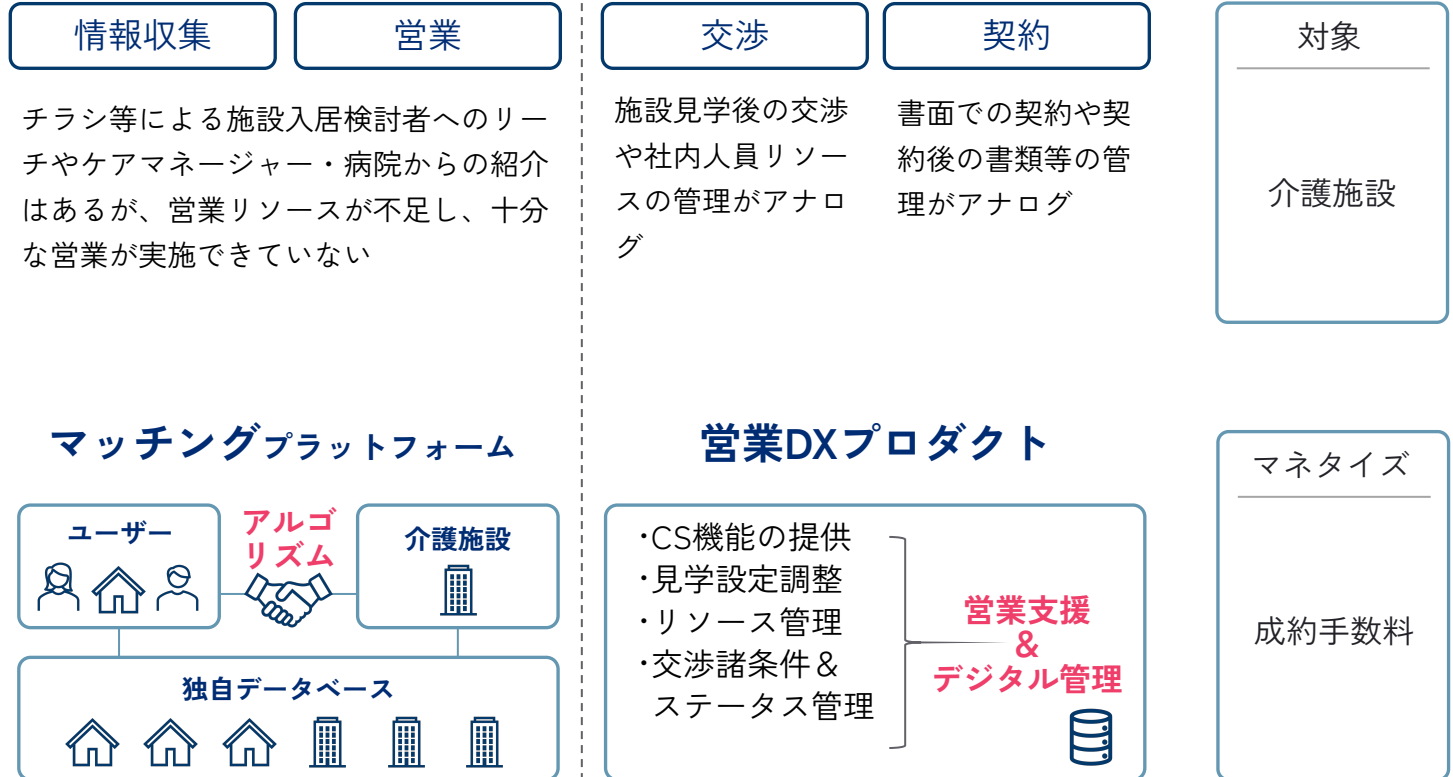 情報収集
営業
チラシ等による施設入居検討者へのリー
チやケアマネージャー・病院からの紹介
はあるが、営業リソースが不足し、十分
な営業が実施できていない
交渉
施設見学後の交渉
や社内人員リソー
スの管理がアナロ
グ
契約
書面での契約や契
約後の書類等の管
理がアナログ
対象
介護施設
マッチングプラットフォーム
ユーザー
アルゴ
リズム
介護施設
独自データベース
営業DXプロダクト
・CS機能の提供
・見学設定調整
・リソース管理
・交渉諸条件＆
ステータス管理
営業支援
&
デジタル管理
マネタイズ
成約手数料